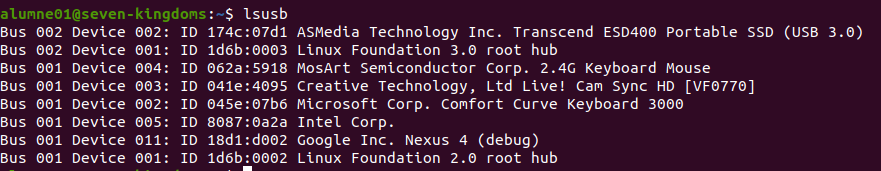 alumne01@seven-kingdoms:~$ lsusb
Bus 002 Device 002: ID 174c:07d1 ASMedia Technology Inc. Transcend ESD400 Portable SSD (USB 3.0)
Bus 002 Device 001: ID 1d6b:0003 Linux Foundation 3.0 root hub
Bus 001 Device 004: ID 062a:5918 MosArt Semiconductor Corp. 2.4G Keyboard Mouse
Bus 001 Device 003: ID 041e:4095 Creative Technology, Ltd Live! Cam Sync HD [VF0770]
Bus 001 Device 002: ID 045e:07b6 Microsoft Corp. Comfort Curve Keyboard 3000
Bus 001 Device 005: ID 8087:0a2a Intel Corp.
Bus 001 Device 011: ID 18d1:d002 Google Inc. Nexus 4 (debug)
Bus 001 Device 001: ID 1d6b:0002 Linux Foundation 2.0 root hub